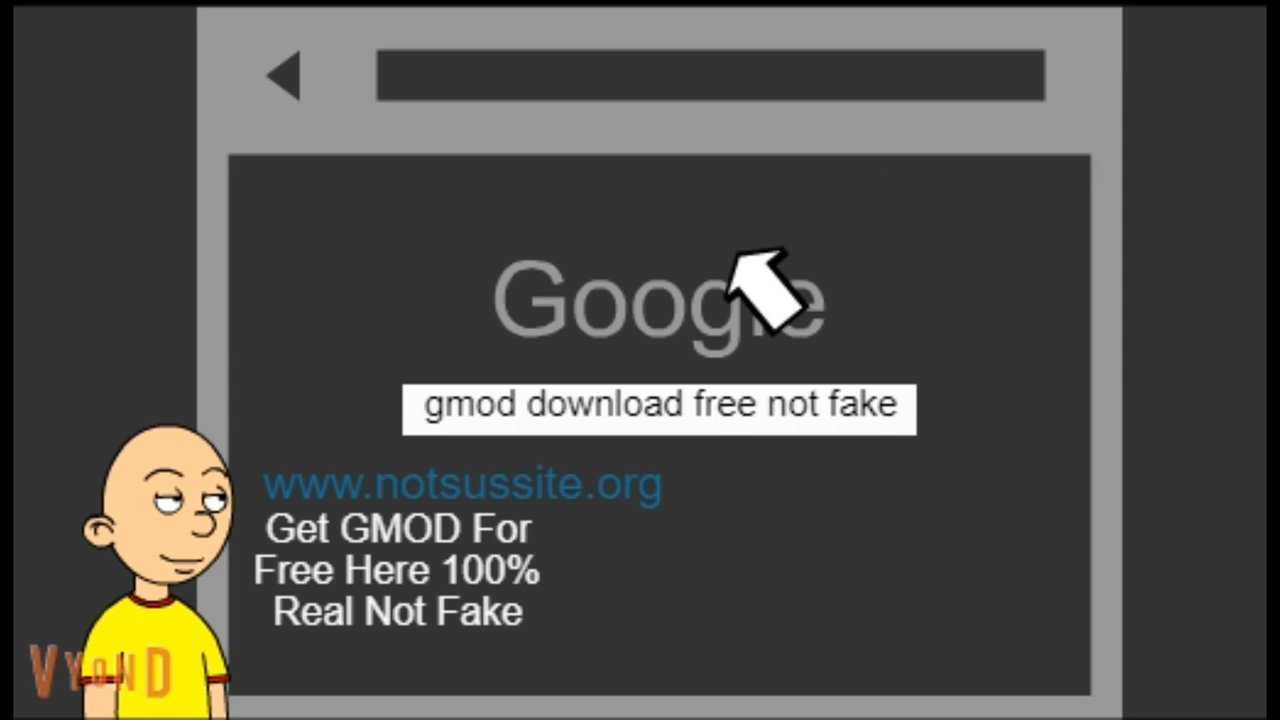 Google
gmod download free not fake
www.notsussite.org
Get GMOD For
Free Here 100%
Real Not Fake
VYOND